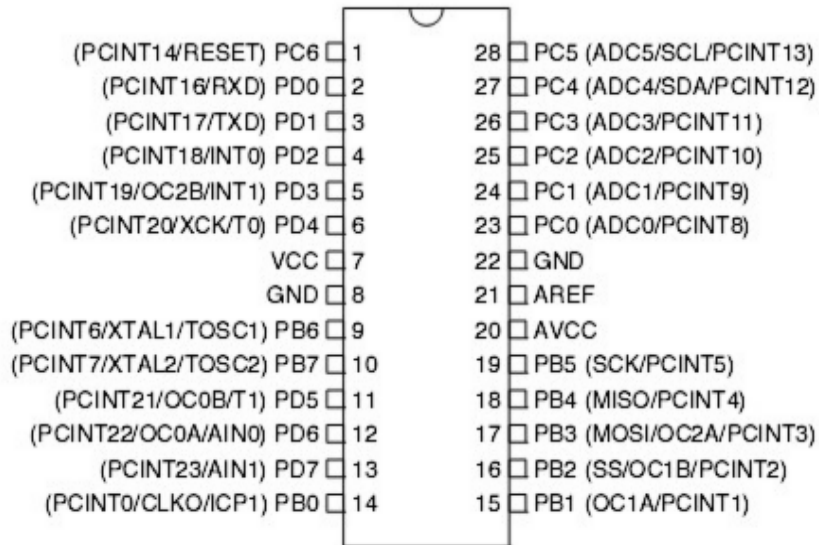 (PCINT14/RESET) PC6 1 28 PC5 (ADC5/SCL/PCINT13)
(PCINT16/RXD) PD0 2 27 PC4 (ADC4/SDA/PCINT12)
(PCINT17/TXD) PD1 3 26 PC3 (ADC3/PCINT11)
(PCINT18/INT0) PD2 4 25 PC2 (ADC2/PCINT10)
(PCINT19/OC2B/INT1) PD3 5 24 PC1 (ADC1/PCINT9)
(PCINT20/XCK/T0) PD4 6 23 PC0 (ADC0/PCINT8)
VCC 7 22 GND
GND 8 21 AREF
(PCINT6/XTAL1/TOSC1) PB6 9 20 AVCC
(PCINT7/XTAL2/TOSC2) PB7 10 19 PB5 (SCK/PCINT5)
(PCINT21/OC0B/T1) PD5 11 18 PB4 (MISO/PCINT4)
(PCINT22/OC0A/AIN0) PD6 12 17 PB3 (MOSI/OC2A/PCINT3)
(PCINT23/AIN1) PD7 13 16 PB2 (SS/OC1B/PCINT2)
(PCINT0/CLKO/ICP1) PB0 14 15 PB1 (OC1A/PCINT1)